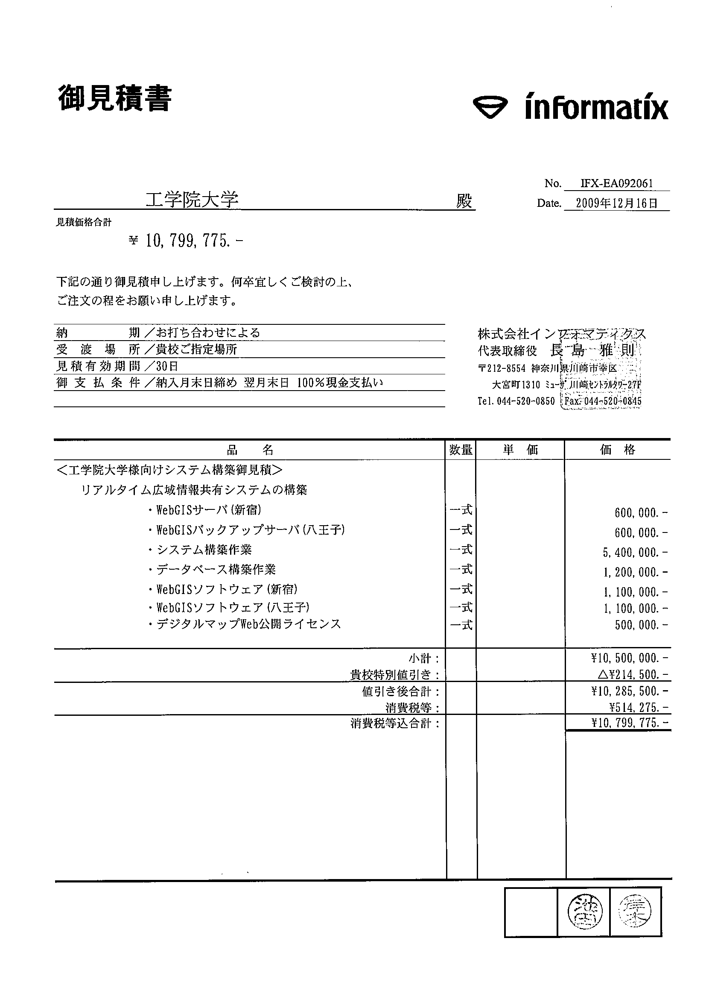 御見積書
informatix
No. IFX-EA092061
工学院大学 殿
Date. 2009年12月16日
見積価格合計
¥ 10,799,775.-
下記の通り御見積申し上げます。何卒宜しくご検討の上、
ご注文の程をお願い申し上げます。
納期／お打ち合わせによる
受渡場所／貴校ご指定場所
見積有効期間／30日
御支払条件／納入月末日締め 翌月末日 100%現金支払い
株式会社インフォマティクス
代表取締役 長島 雅則
〒212-8554 神奈川県川崎市幸区
大宮町1310 ミューザ川崎セントラルタワー27F
Tel. 044-520-0850 Fax. 044-520-0845
品名 数量 単価 価格
＜工学院大学様向けシステム構築御見積＞
リアルタイム広域情報共有システムの構築
・WebGISサーバ(新宿) 一式 600,000.-
・WebGISバックアップサーバ(八王子) 一式 600,000.-
・システム構築作業 一式 5,400,000.-
・データベース構築作業 一式 1,200,000.-
・WebGISソフトウェア(新宿) 一式 1,100,000.-
・WebGISソフトウェア(八王子) 一式 1,100,000.-
・デジタルマップWeb公開ライセンス 一式 500,000.-
小計： ¥10,500,000.-
貴校特別値引き： △¥214,500.-
値引き後合計： ¥10,285,500.-
消費税等： ¥514,275.-
消費税等込合計： ¥10,799,775.-